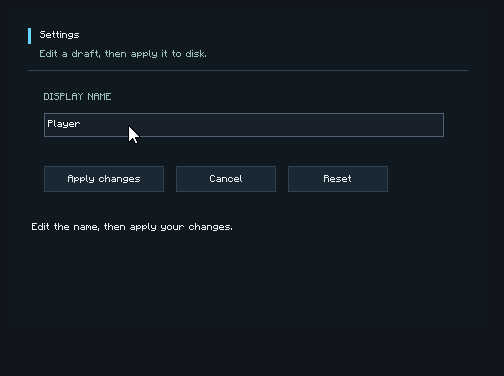 Settings
Edit a draft, then apply it to disk.
DISPLAY NAME
Player
Apply changes
Cancel
Reset
Edit the name, then apply your changes.